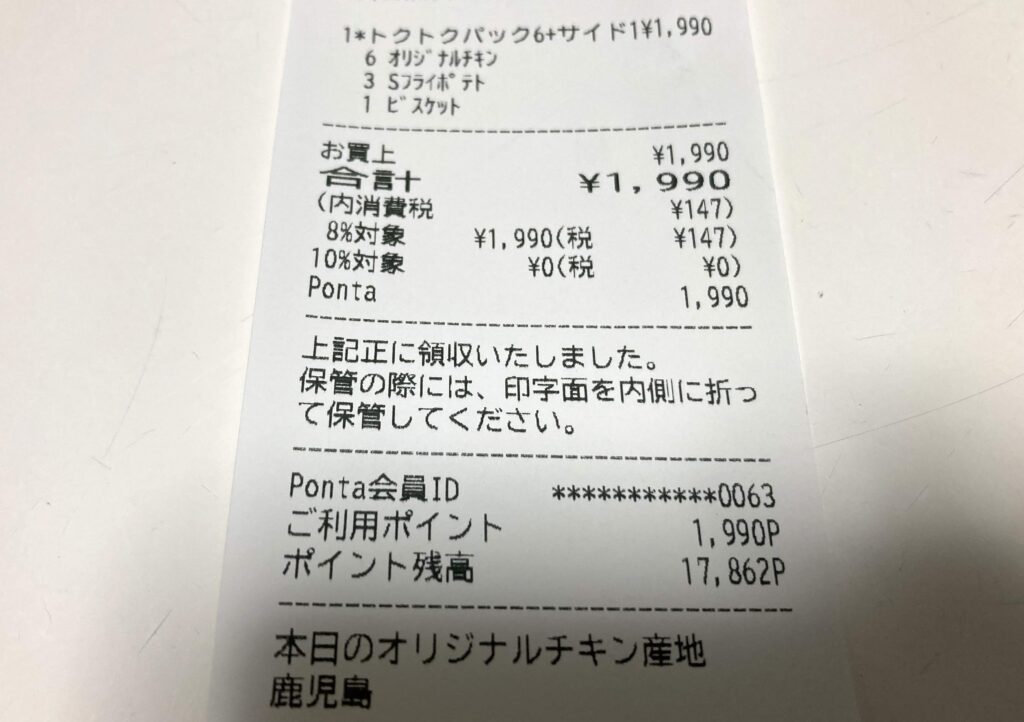 1*トクトクパック6+サイド1¥1,990
6 オリジナルチキン
3 Sフライポテト
1 ビスケット
お買上 ¥1,990
合計 ¥1,990
(内消費税 ¥147)
8%対象 ¥1,990(税 ¥147)
10%対象 ¥0(税 ¥0)
Ponta 1,990
上記正に領収いたしました。
保管の際には、印字面を内側に折っ
て保管してください。
Ponta会員ID ***********0063
ご利用ポイント 1,990P
ポイント残高 17,862P
本日のオリジナルチキン産地
鹿児島